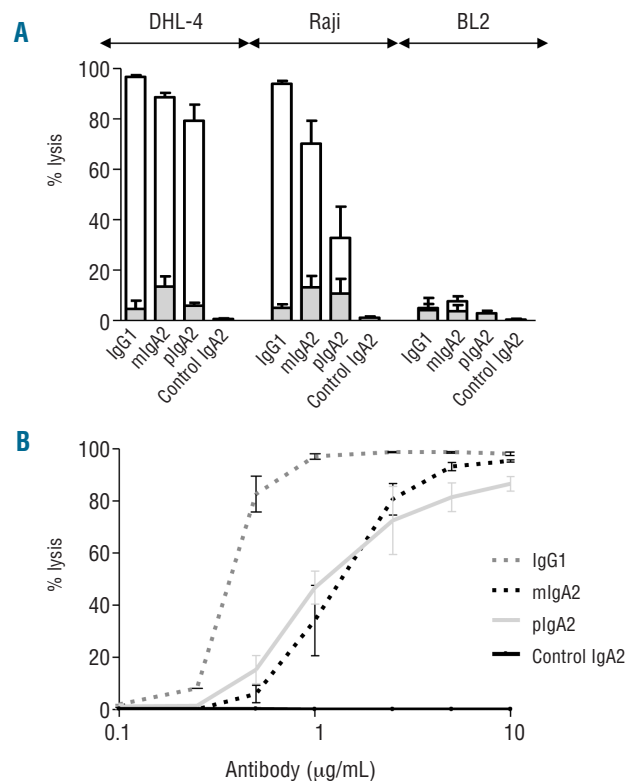 A
DHL-4 Raji BL2
% lysis
100
80
60
40
20
0
IgG1 mIgA2 pIgA2 Control IgA2 IgG1 mIgA2 pIgA2 Control IgA2 IgG1 mIgA2 pIgA2 Control IgA2
B
% lysis
100
80
60
40
20
0
IgG1
mIgA2
pIgA2
Control IgA2
0.1 1 10
Antibody (μg/mL)